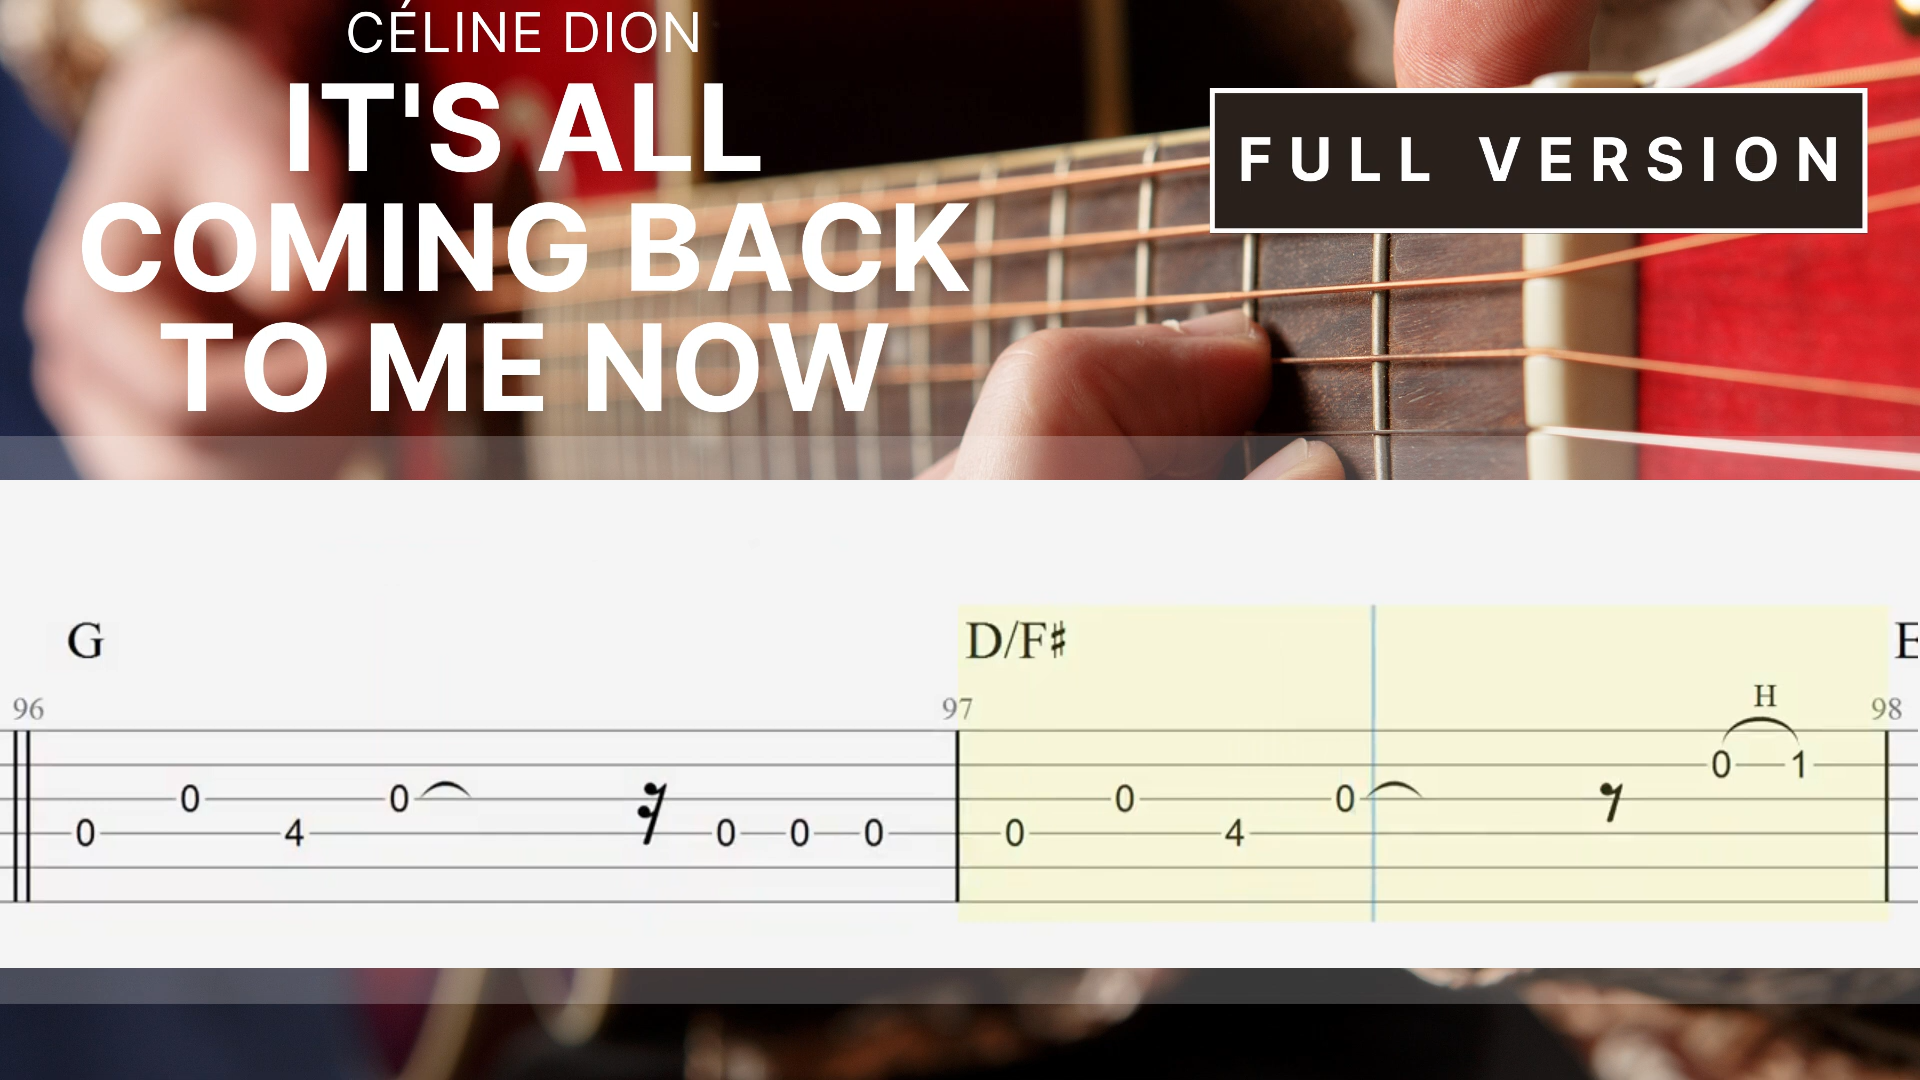 CÉLINE DION
IT'S ALL
COMING BACK
TO ME NOW
FULL VERSION
G
D/F♯
E
96
97
H
98
0 1
0 0 0 0
0 4 0 0 0 0 4